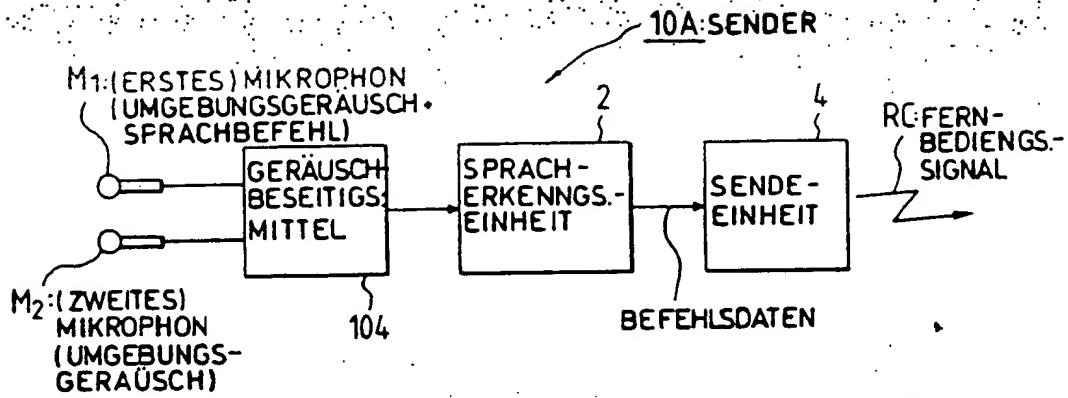 10A:SENDER
M1:(ERSTES) MIKROPHON
(UMGEBUNGSGERÄUSCH•
SPRACHBEFEHL)
2
4
RC:FERN-
BEDIENGS.-
SIGNAL
GERÄUSCH-
BESEITIGS.
MITTEL
SPRACH-
ERKENNGS.-
EINHEIT
SENDE-
EINHEIT
M2:(ZWEITES)
MIKROPHON
(UMGEBUNGS-
GERAÜSCH)
104
BEFEHLSDATEN